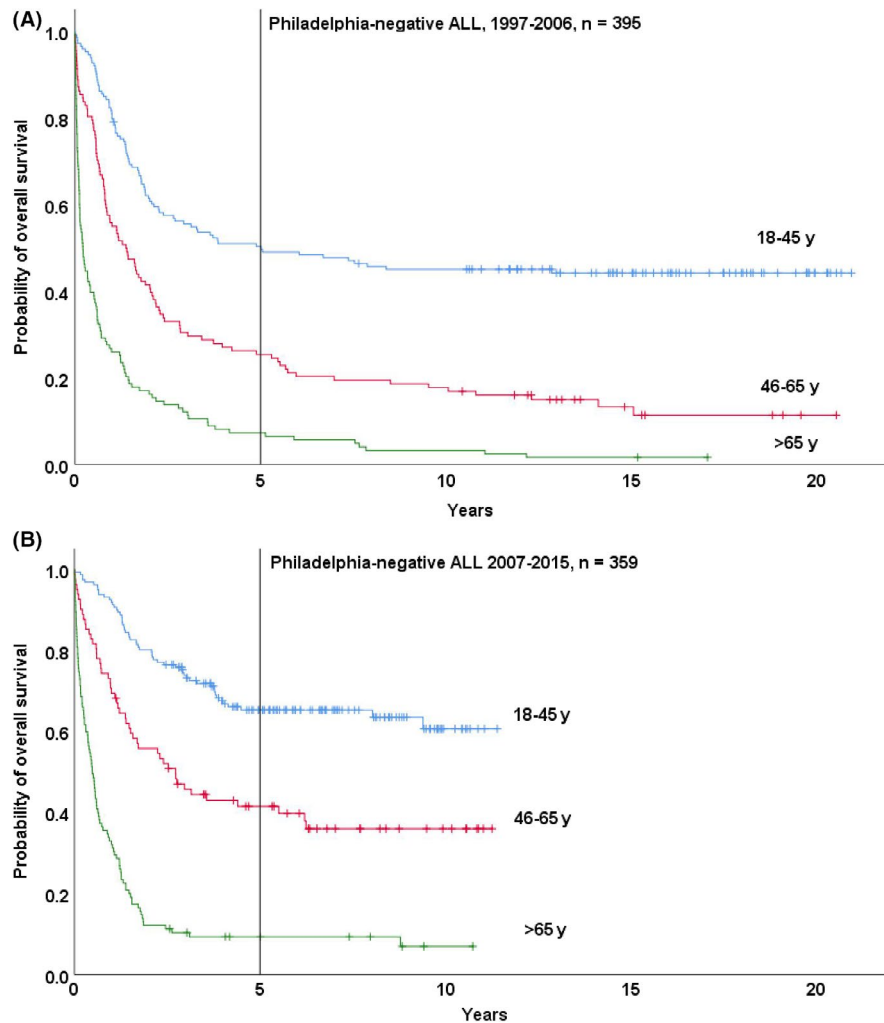 (A)
Philadelphia-negative ALL, 1997-2006, n = 395
Probability of overall survival
1.0
0.8
0.6
0.4
0.2
0.0
18-45 y
46-65 y
>65 y
0 5 10 15 20
Years
(B)
Philadelphia-negative ALL 2007-2015, n = 359
Probability of overall survival
1.0
0.8
0.6
0.4
0.2
0.0
18-45 y
46-65 y
>65 y
0 5 10 15 20
Years